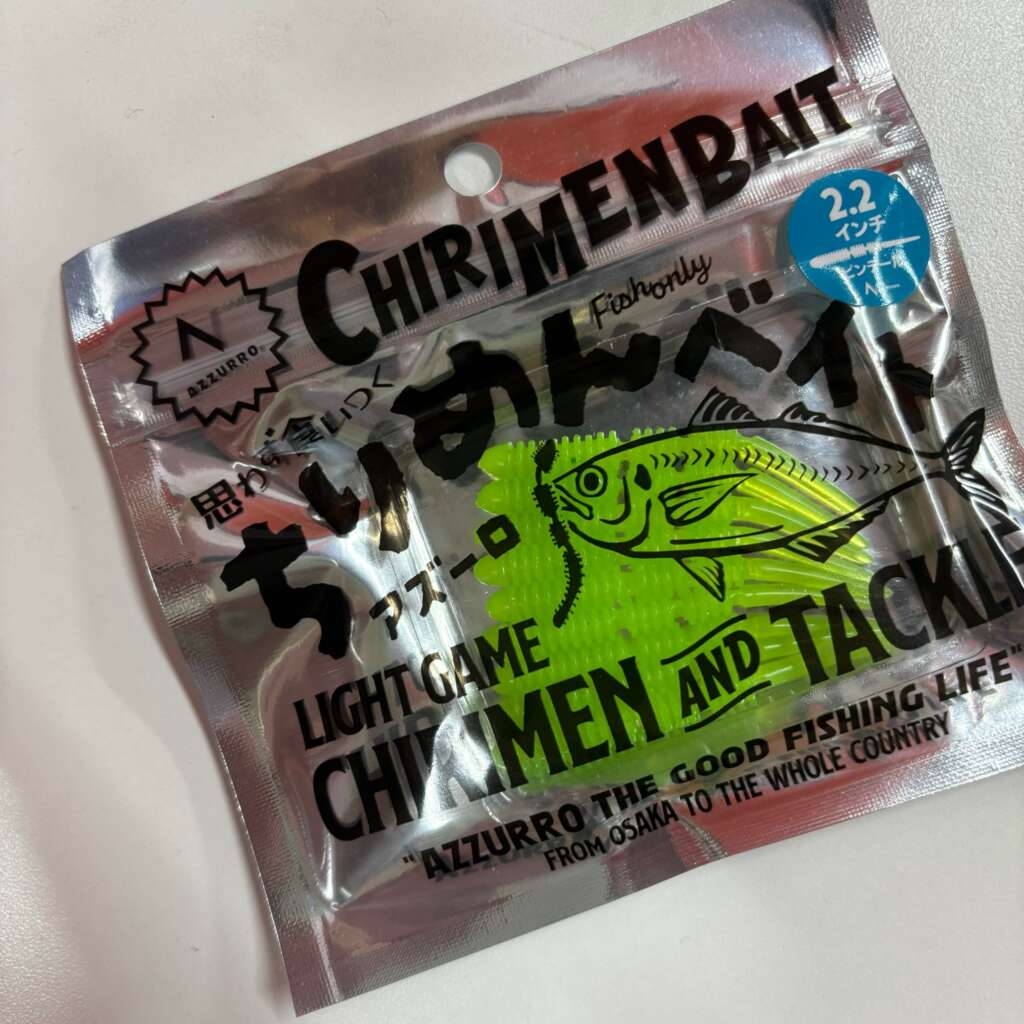 CHIRIMENBAIT
2.2
インチ
Fish only
AZZURRO
思わず食いつく
ちりめんベイト
アズーロ
LIGHT GAME
CHIRIMEN AND TACKLE
"AZZURRO THE GOOD FISHING LIFE"
FROM OSAKA TO THE WHOLE COUNTRY